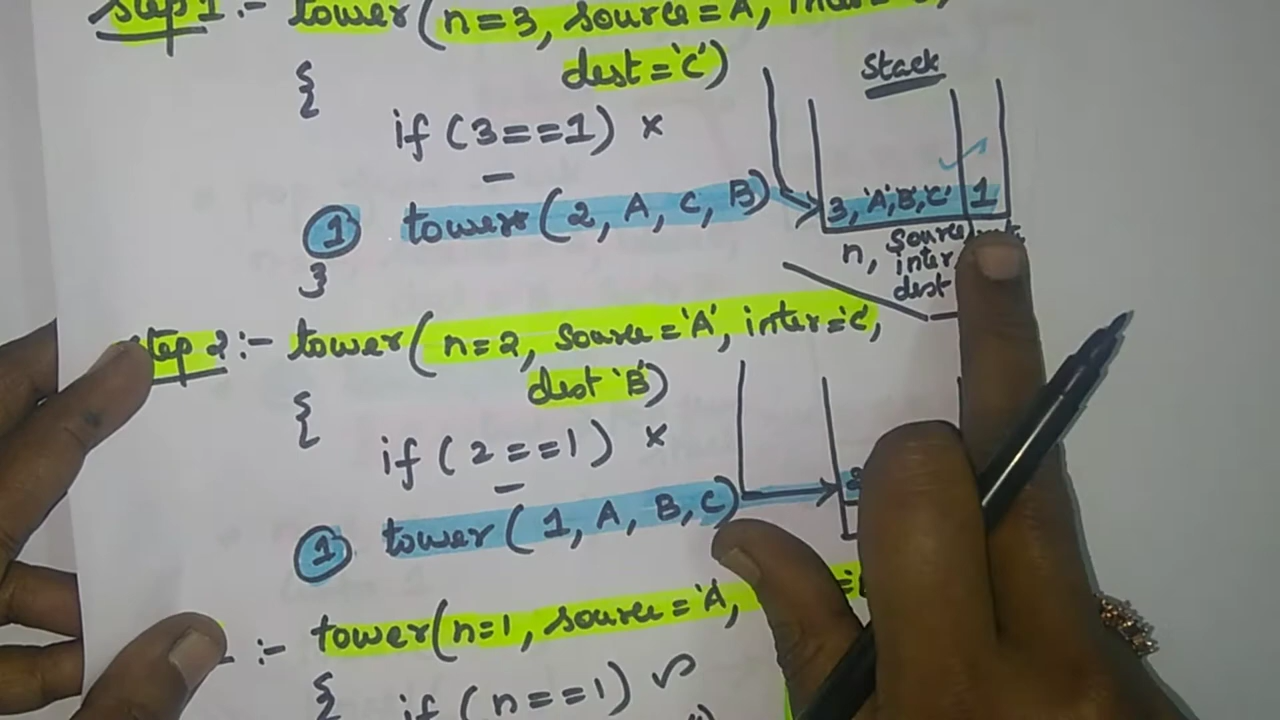 Step 1 :- tower(n=3, source=A,
dest='C')
Stack
{
if (3==1) ×
① tower(2, A, C, B)
3, 'A','B','C' 1
n, source
inter
dest
}
Step 2 :- tower(n=2, source='A', inter='C',
dest 'B')
{
if (2==1) ×
① tower(1, A, B, C)
:- tower(n=1, source='A,
{
if (n==1)